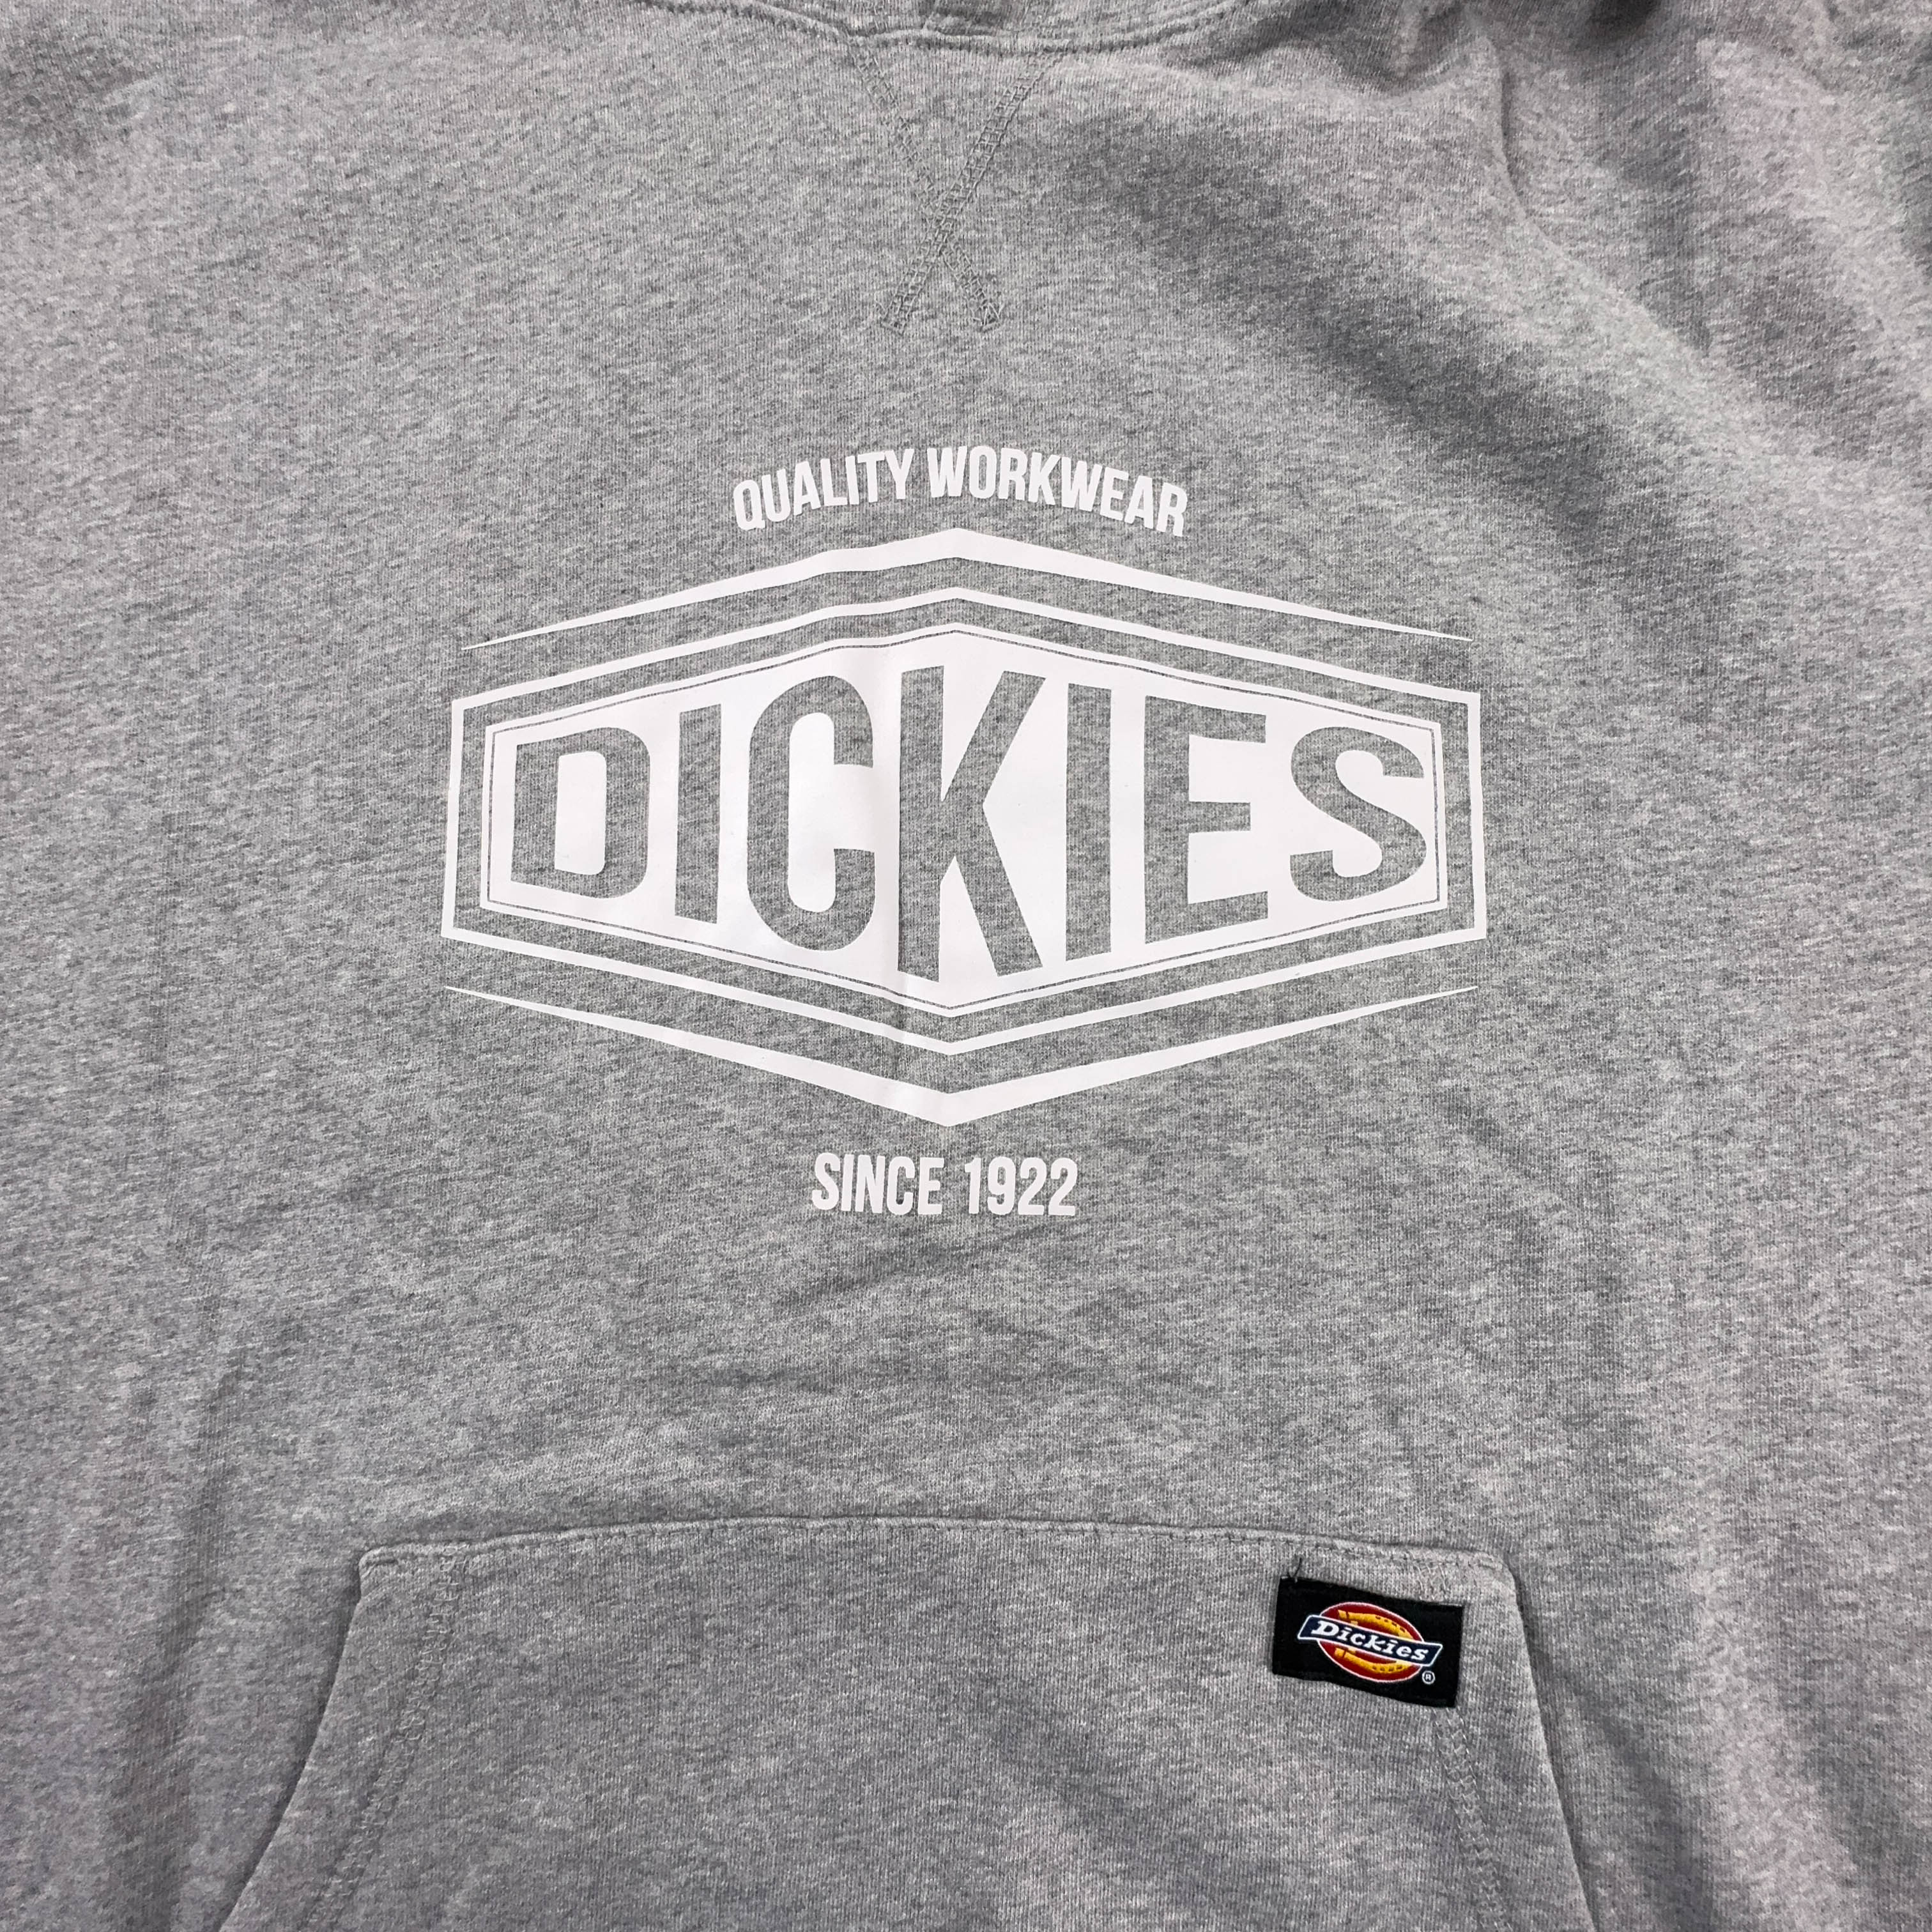 QUALITY WORKWEAR
DICKIES
SINCE 1922
Dickies
®